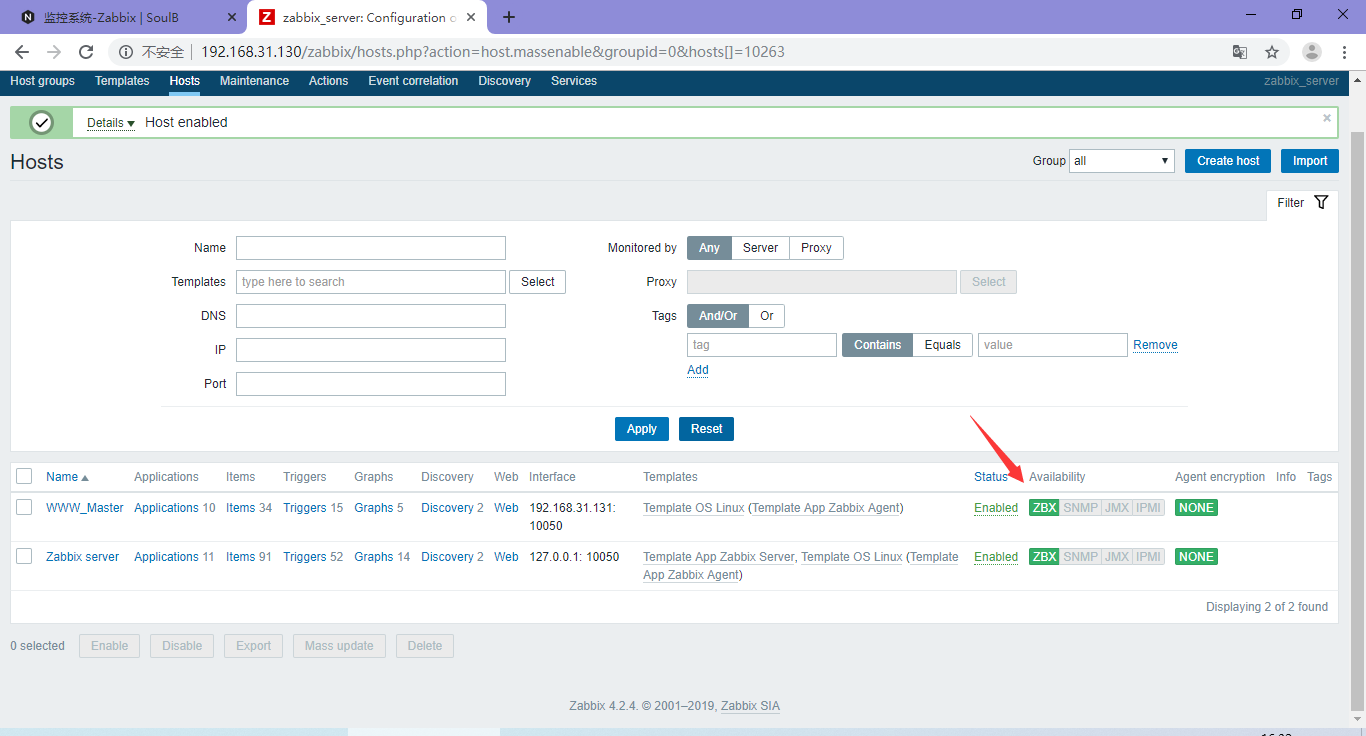 监控系统-Zabbix | SoulB
zabbix_server: Configuration o
不安全 192.168.31.130/zabbix/hosts.php?action=host.massenable&groupid=0&hosts[]=10263
Host groups Templates Hosts Maintenance Actions Event correlation Discovery Services zabbix_server
Details Host enabled
Hosts Group all Create host Import
Filter
Name Monitored by Any Server Proxy
Templates type here to search Select Proxy Select
DNS Tags And/Or Or
IP tag Contains Equals value Remove
Add
Port
Apply Reset
Name Applications Items Triggers Graphs Discovery Web Interface Templates Status Availability Agent encryption Info Tags
WWW_Master Applications 10 Items 34 Triggers 15 Graphs 5 Discovery 2 Web 192.168.31.131: 10050 Template OS Linux (Template App Zabbix Agent) Enabled ZBX SNMP JMX IPMI NONE
Zabbix server Applications 11 Items 91 Triggers 52 Graphs 14 Discovery 2 Web 127.0.0.1: 10050 Template App Zabbix Server, Template OS Linux (Template App Zabbix Agent) Enabled ZBX SNMP JMX IPMI NONE
Displaying 2 of 2 found
0 selected Enable Disable Export Mass update Delete
Zabbix 4.2.4. © 2001–2019, Zabbix SIA